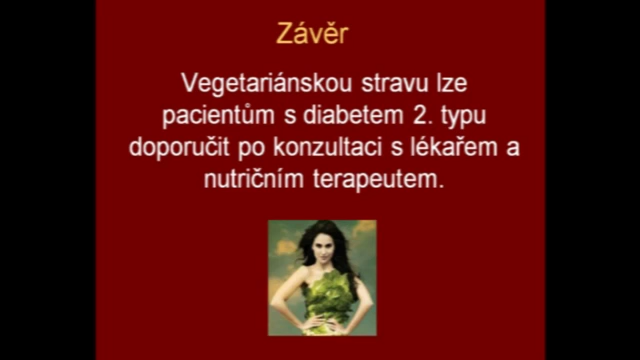 Závěr
Vegetariánskou stravu lze
pacientům s diabetem 2. typu
doporučit po konzultaci s lékařem a
nutričním terapeutem.